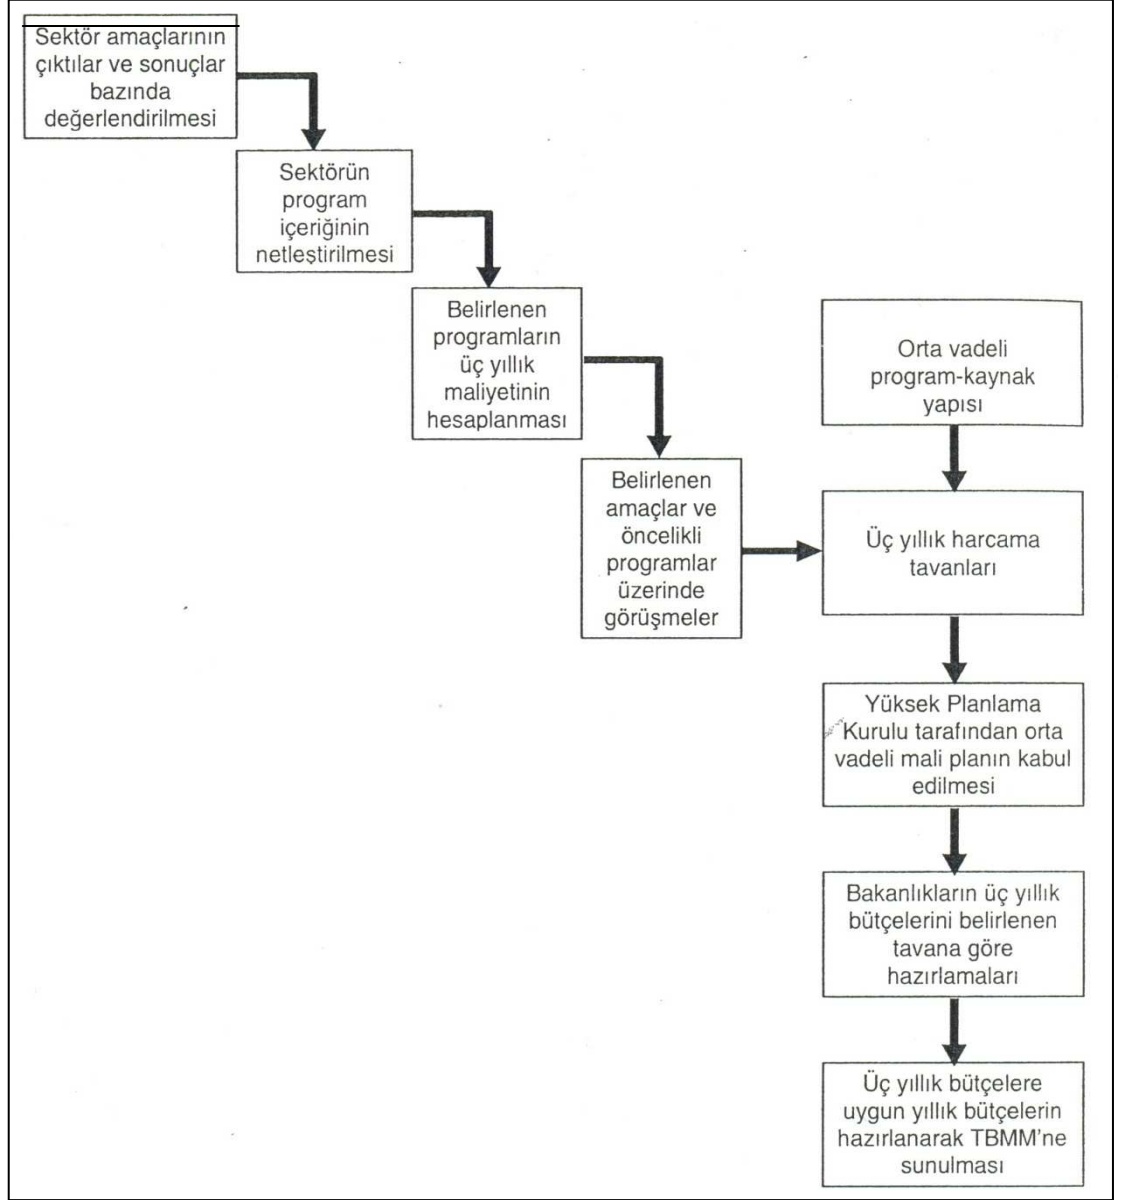 Sektör amaçlarının
çıktılar ve sonuçlar
bazında
değerlendirilmesi
Sektörün
program
içeriğinin
netleştirilmesi
Belirlenen
programların
üç yıllık
maliyetinin
hesaplanması
Belirlenen
amaçlar ve
öncelikli
programlar
üzerinde
görüşmeler
Orta vadeli
program-kaynak
yapısı
Üç yıllık harcama
tavanları
Yüksek Planlama
Kurulu tarafından orta
vadeli mali planın kabul
edilmesi
Bakanlıkların üç yıllık
bütçelerini belirlenen
tavana göre
hazırlamaları
Üç yıllık bütçelere
uygun yıllık bütçelerin
hazırlanarak TBMM'ne
sunulması